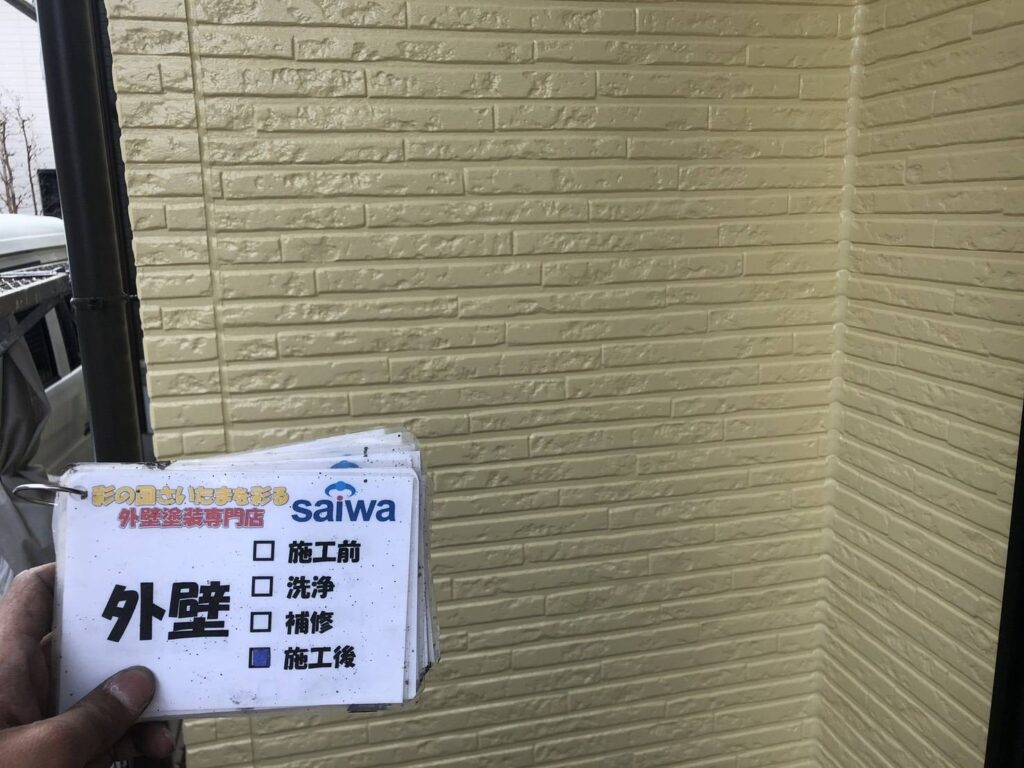 彩の国さいたまを彩る
外壁塗装専門店
saiwa
外壁
施工前
洗浄
補修
施工後